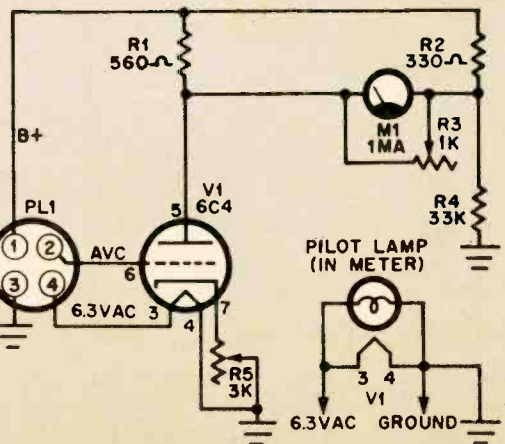 R1
560Ω
R2
330Ω
M1
1MA
R3
1K
B+
PL1
V1
6C4
5
R4
33K
1
2
AVC
6
PILOT LAMP
(IN METER)
3
4
6.3VAC
3
4
7
R5
3K
3
4
V1
6.3VAC
GROUND